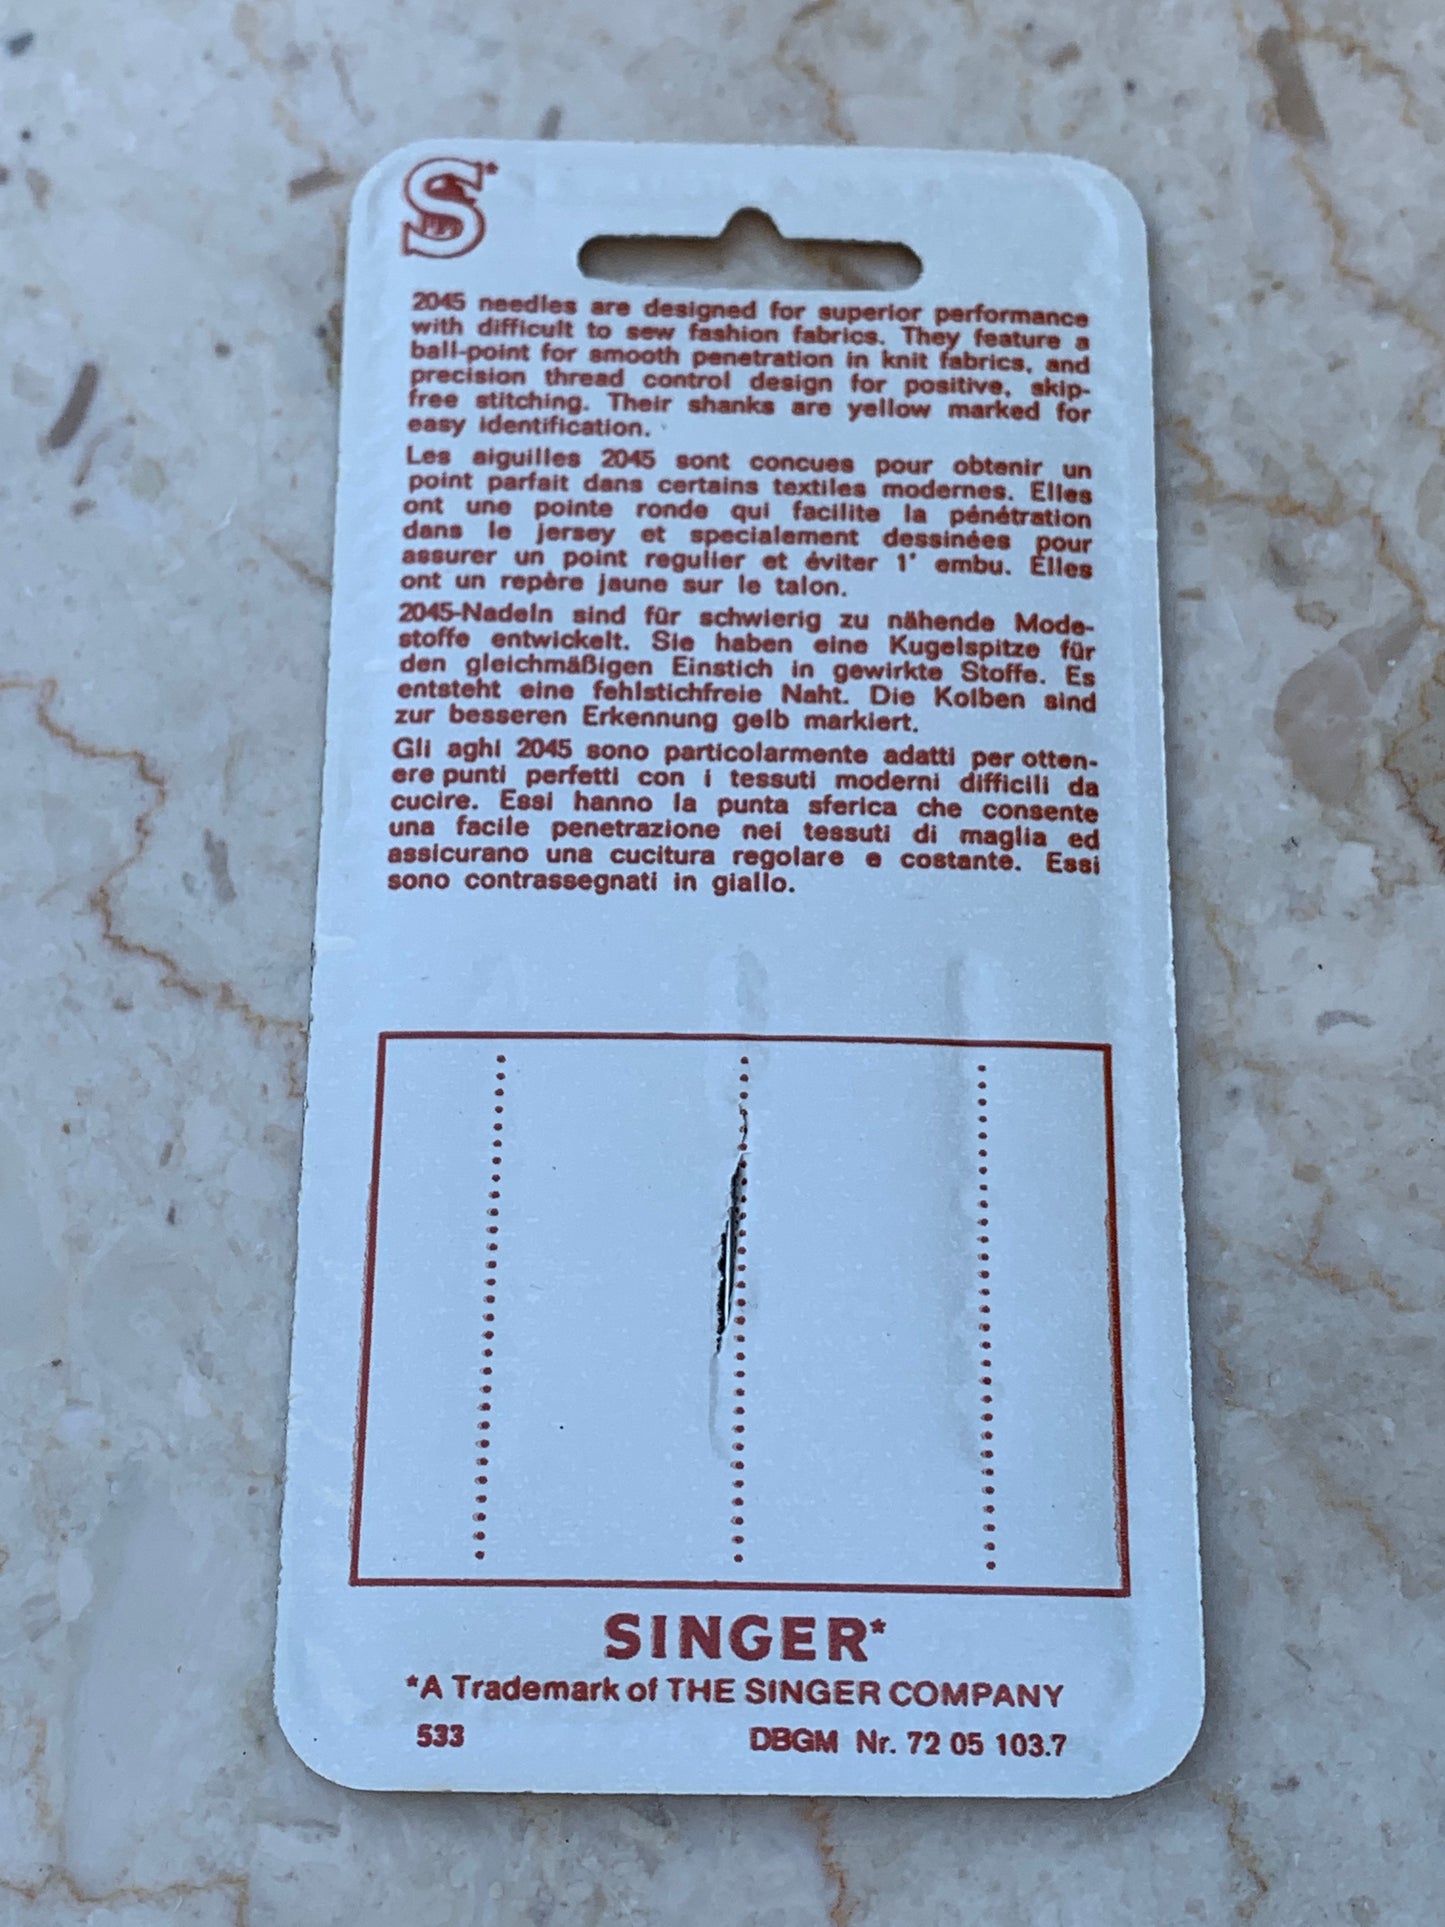 S*
2045 needles are designed for superior performance
with difficult to sew fashion fabrics. They feature a
ball-point for smooth penetration in knit fabrics, and
precision thread control design for positive, skip-
free stitching. Their shanks are yellow marked for
easy identification.
Les aiguilles 2045 sont concues pour obtenir un
point parfait dans certains textiles modernes. Elles
ont une pointe ronde qui facilite la pénétration
dans le jersey et specialement dessinées pour
assurer un point regulier et éviter 1' embu. Elles
ont un repère jaune sur le talon.
2045-Nadeln sind für schwierig zu nähende Mode-
stoffe entwickelt. Sie haben eine Kugelspitze für
den gleichmäßigen Einstich in gewirkte Stoffe. Es
entsteht eine fehlstichfreie Naht. Die Kolben sind
zur besseren Erkennung gelb markiert.
Gli aghi 2045 sono particolarmente adatti per otten-
ere punti perfetti con i tessuti moderni difficili da
cucire. Essi hanno la punta sferica che consente
una facile penetrazione nei tessuti di maglia ed
assicurano una cucitura regolare e costante. Essi
sono contrassegnati in giallo.
SINGER*
*A Trademark of THE SINGER COMPANY
533 DBGM Nr. 72 05 103.7